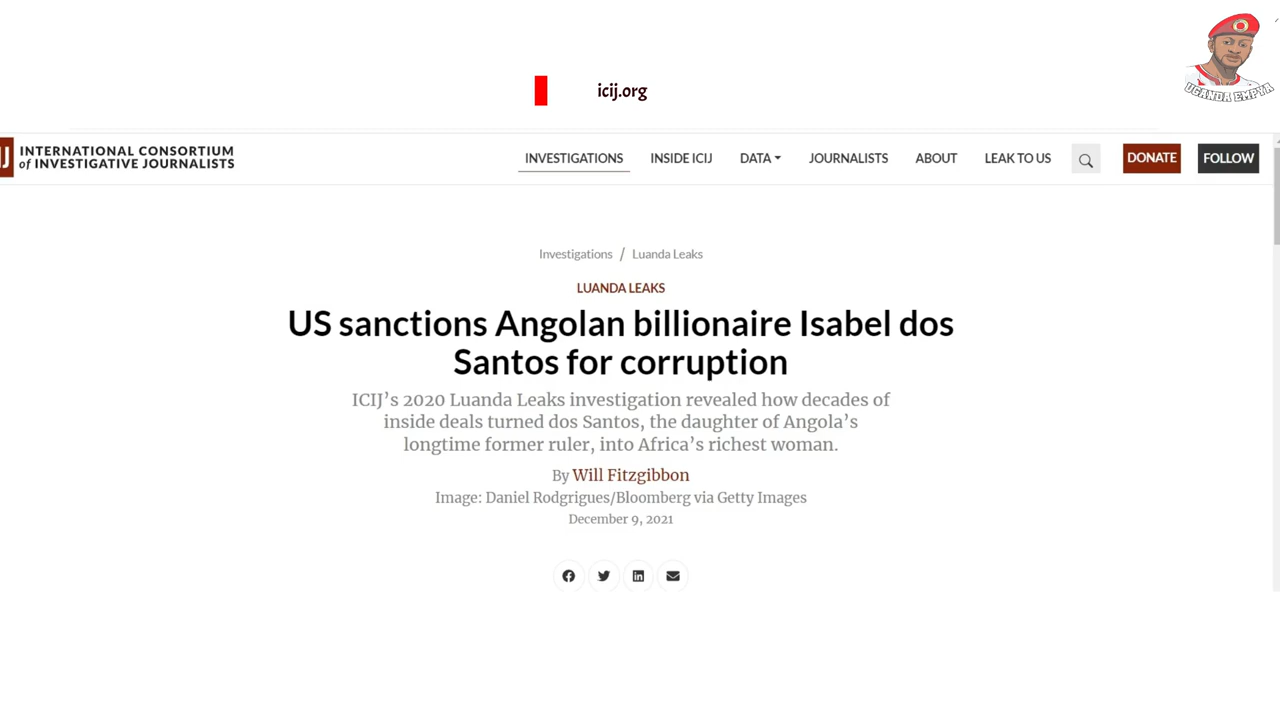 UGANDA EMPYA
icij.org
IJ
INTERNATIONAL CONSORTIUM
of INVESTIGATIVE JOURNALISTS
INVESTIGATIONS
INSIDE ICIJ
DATA
JOURNALISTS
ABOUT
LEAK TO US
DONATE
FOLLOW
Investigations / Luanda Leaks
LUANDA LEAKS
US sanctions Angolan billionaire Isabel dos
Santos for corruption
ICIJ’s 2020 Luanda Leaks investigation revealed how decades of
inside deals turned dos Santos, the daughter of Angola’s
longtime former ruler, into Africa’s richest woman.
By Will Fitzgibbon
Image: Daniel Rodgrigues/Bloomberg via Getty Images
December 9, 2021